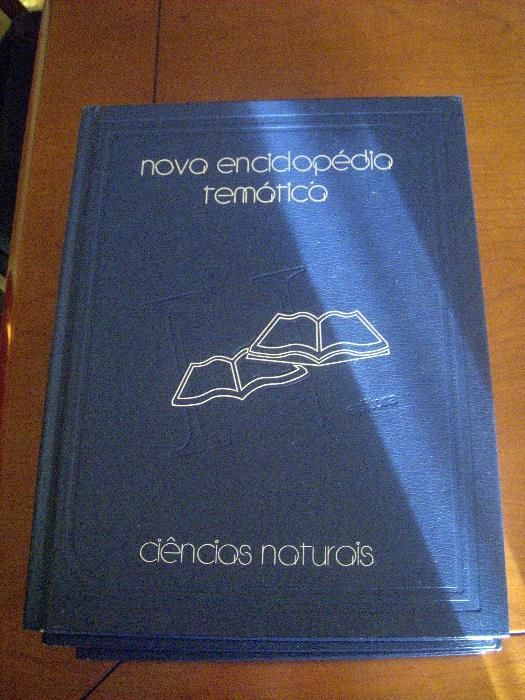 nova enciclopédia
temática
ciências naturais